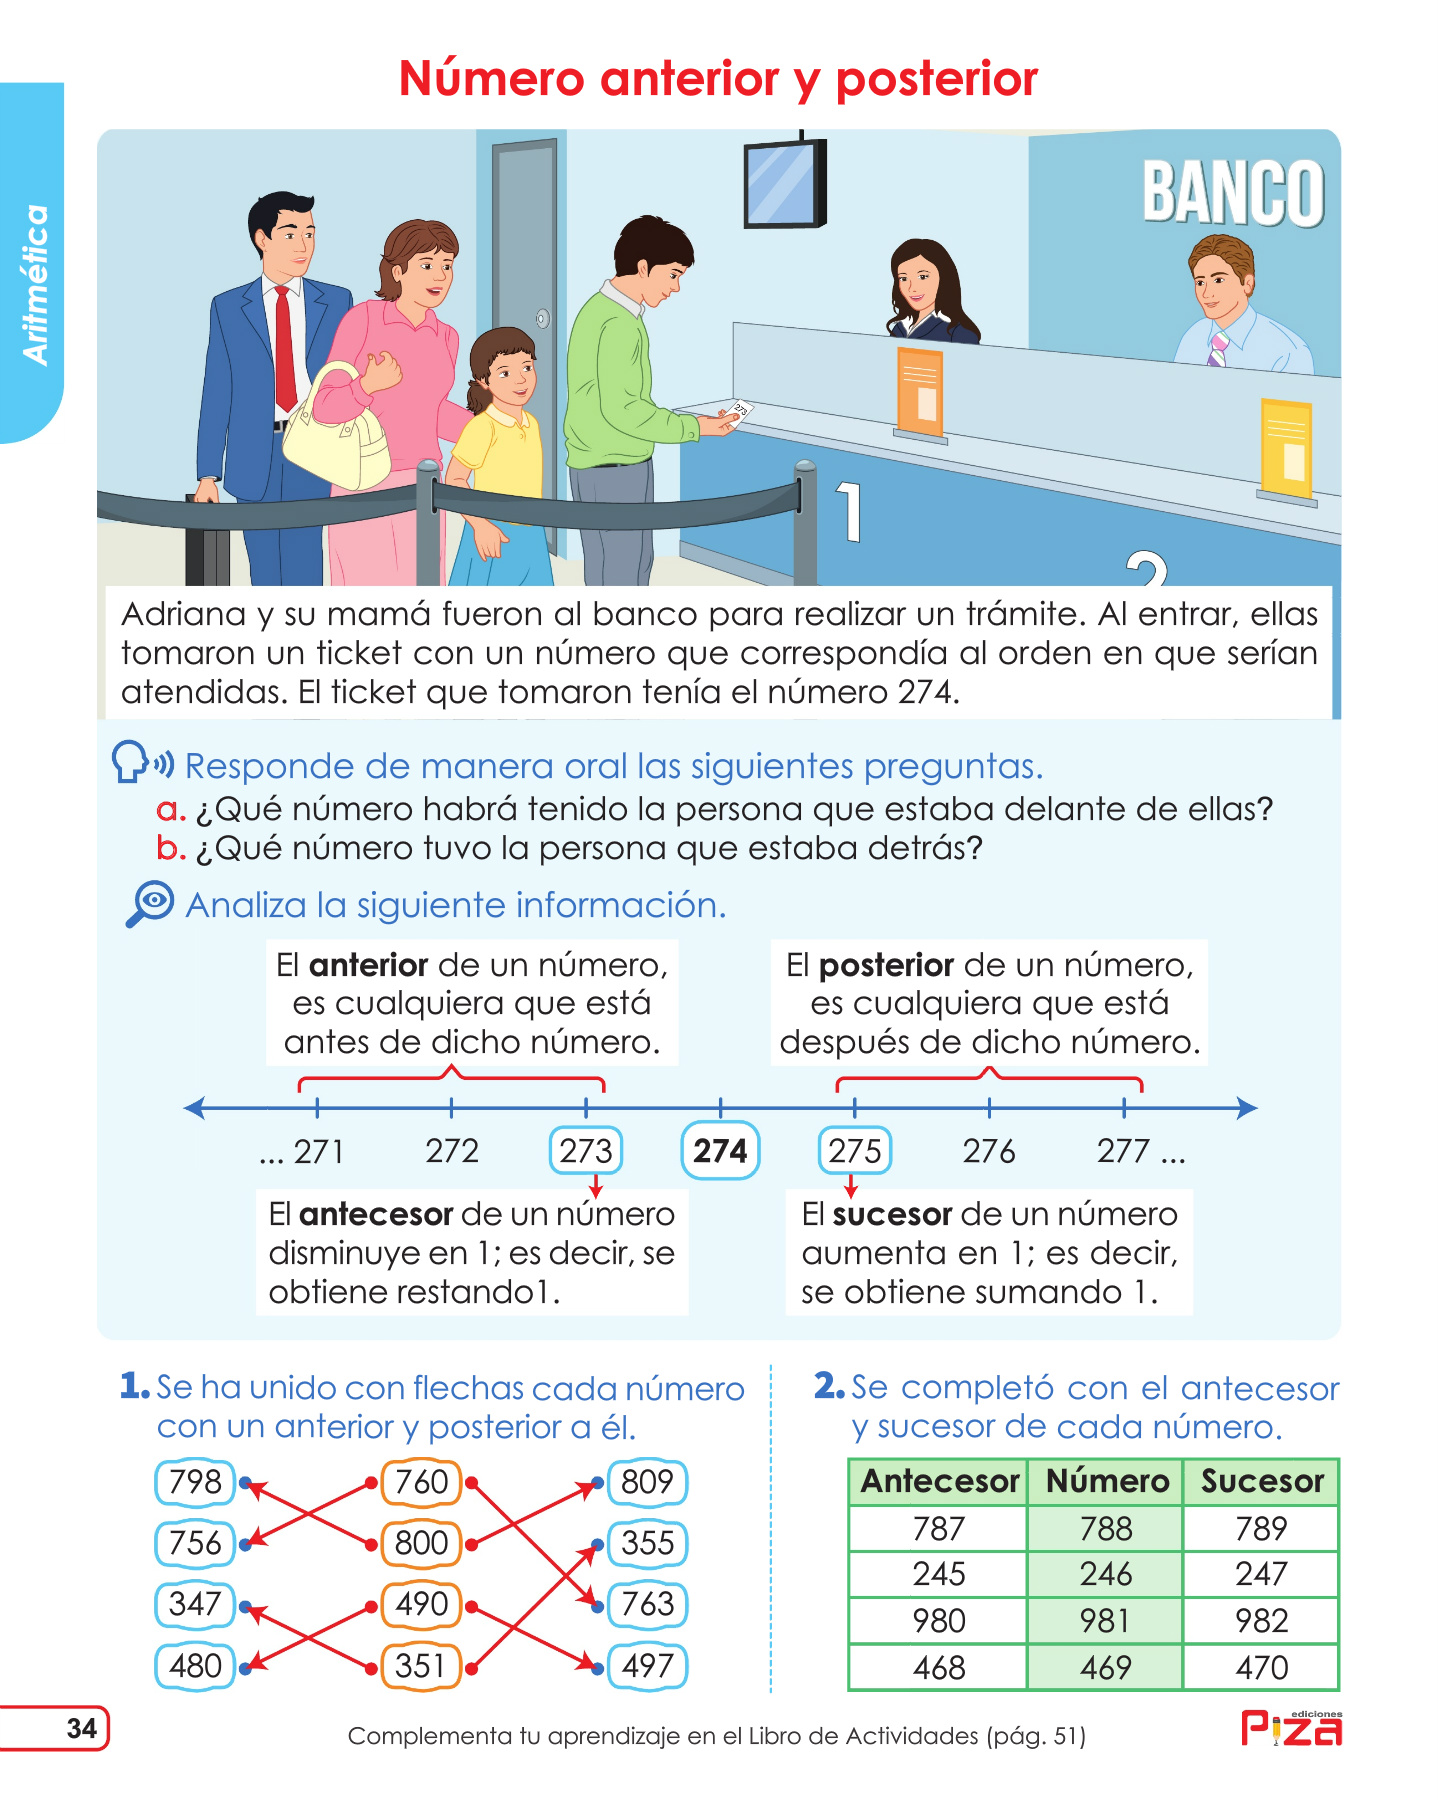 Número anterior y posterior
Aritmética
BANCO
273
1
2
Adriana y su mamá fueron al banco para realizar un trámite. Al entrar, ellas
tomaron un ticket con un número que correspondía al orden en que serían
atendidas. El ticket que tomaron tenía el número 274.
Responde de manera oral las siguientes preguntas.
a. ¿Qué número habrá tenido la persona que estaba delante de ellas?
b. ¿Qué número tuvo la persona que estaba detrás?
Analiza la siguiente información.
El anterior de un número,
es cualquiera que está
antes de dicho número.
El posterior de un número,
es cualquiera que está
después de dicho número.
... 271 272 273 274 275 276 277 ...
El antecesor de un número
disminuye en 1; es decir, se
obtiene restando1.
El sucesor de un número
aumenta en 1; es decir,
se obtiene sumando 1.
1. Se ha unido con flechas cada número
con un anterior y posterior a él.
798 760 809
756 800 355
347 490 763
480 351 497
2. Se completó con el antecesor
y sucesor de cada número.
Antecesor Número Sucesor
787 788 789
245 246 247
980 981 982
468 469 470
34
Complementa tu aprendizaje en el Libro de Actividades (pág. 51)
ediciones
Piza